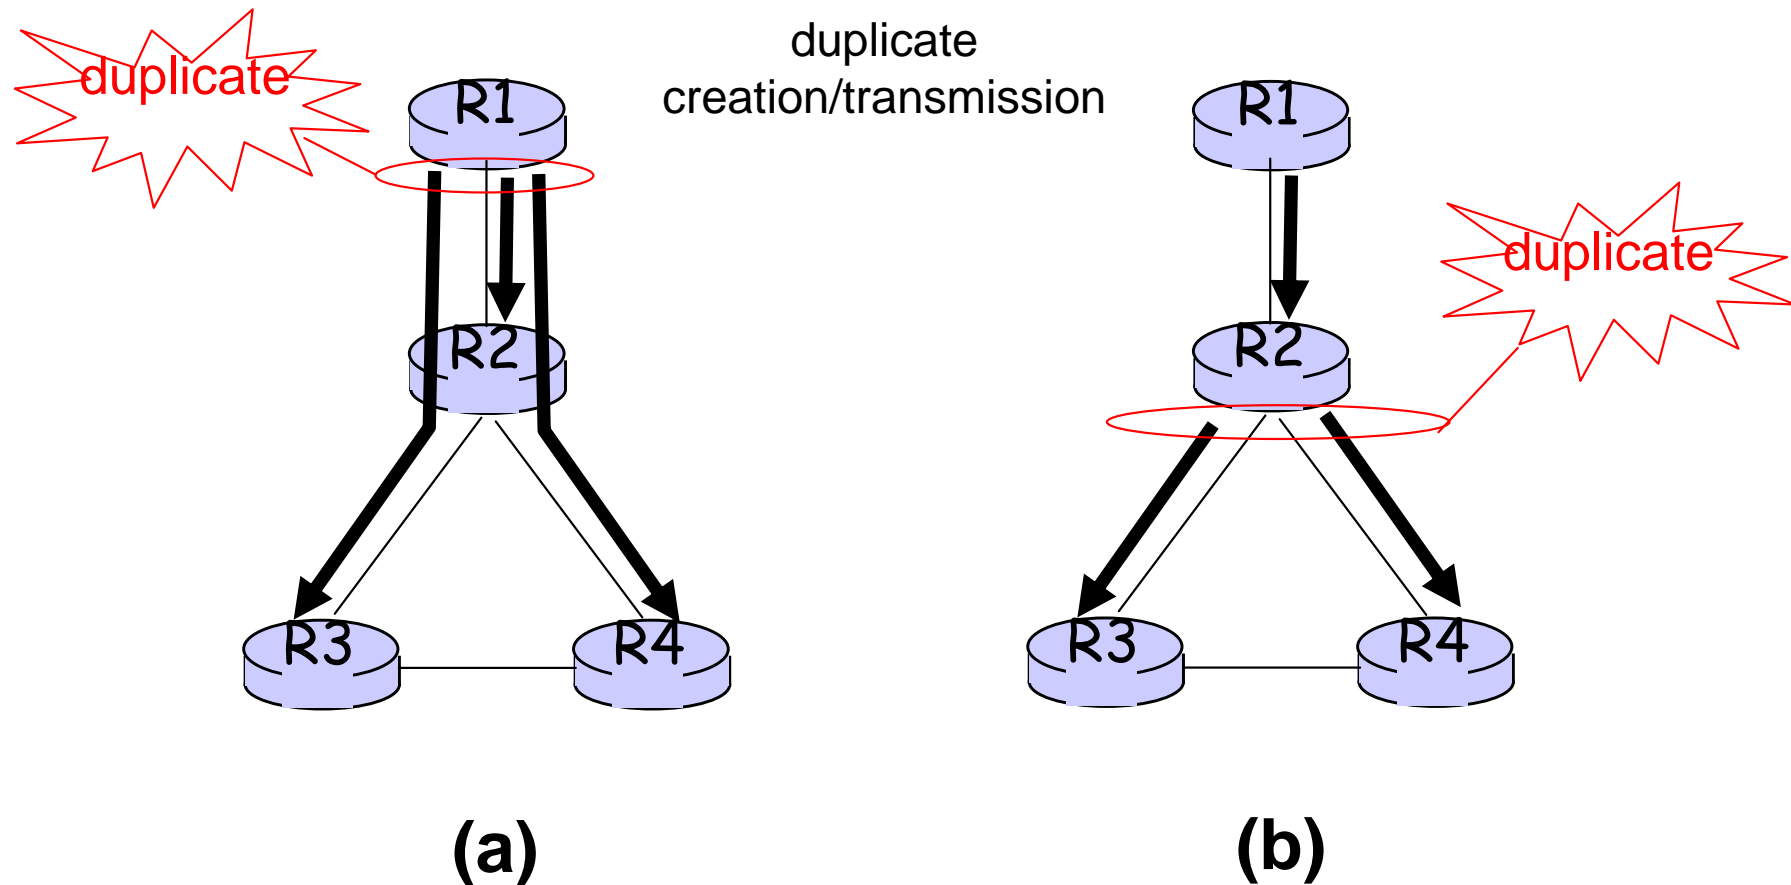 duplicate
duplicate
creation/transmission
R1
R2
R3
R4
(a)
R1
duplicate
R2
R3
R4
(b)